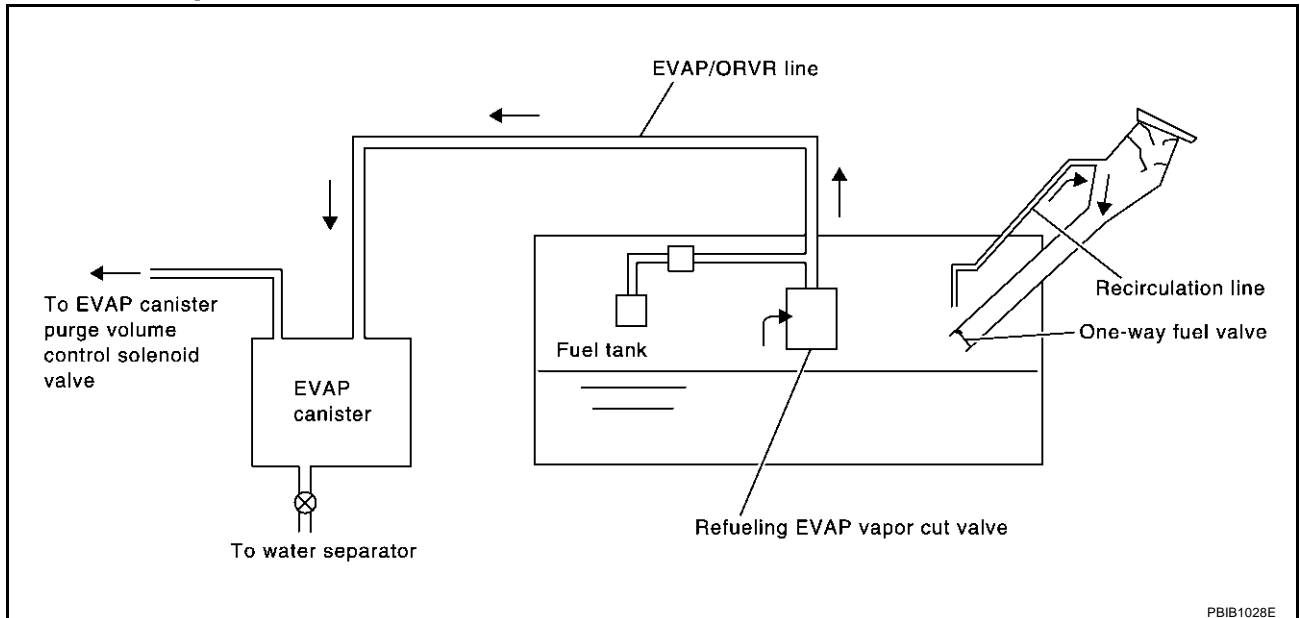 EVAP/ORVR line
To EVAP canister
purge volume
control solenoid
valve
EVAP
canister
To water separator
Fuel tank
Recirculation line
One-way fuel valve
Refueling EVAP vapor cut valve
PBIB1028E